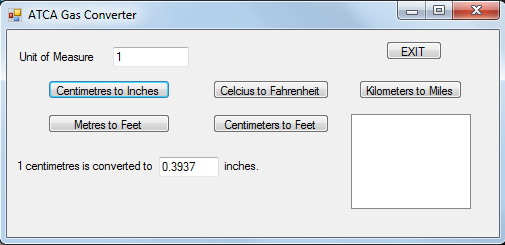 ATCA Gas Converter
Unit of Measure 1 EXIT
Centimetres to Inches Celcius to Fahrenheit Kilometers to Miles
Metres to Feet Centimeters to Feet
1 centimetres is converted to 0.3937 inches.